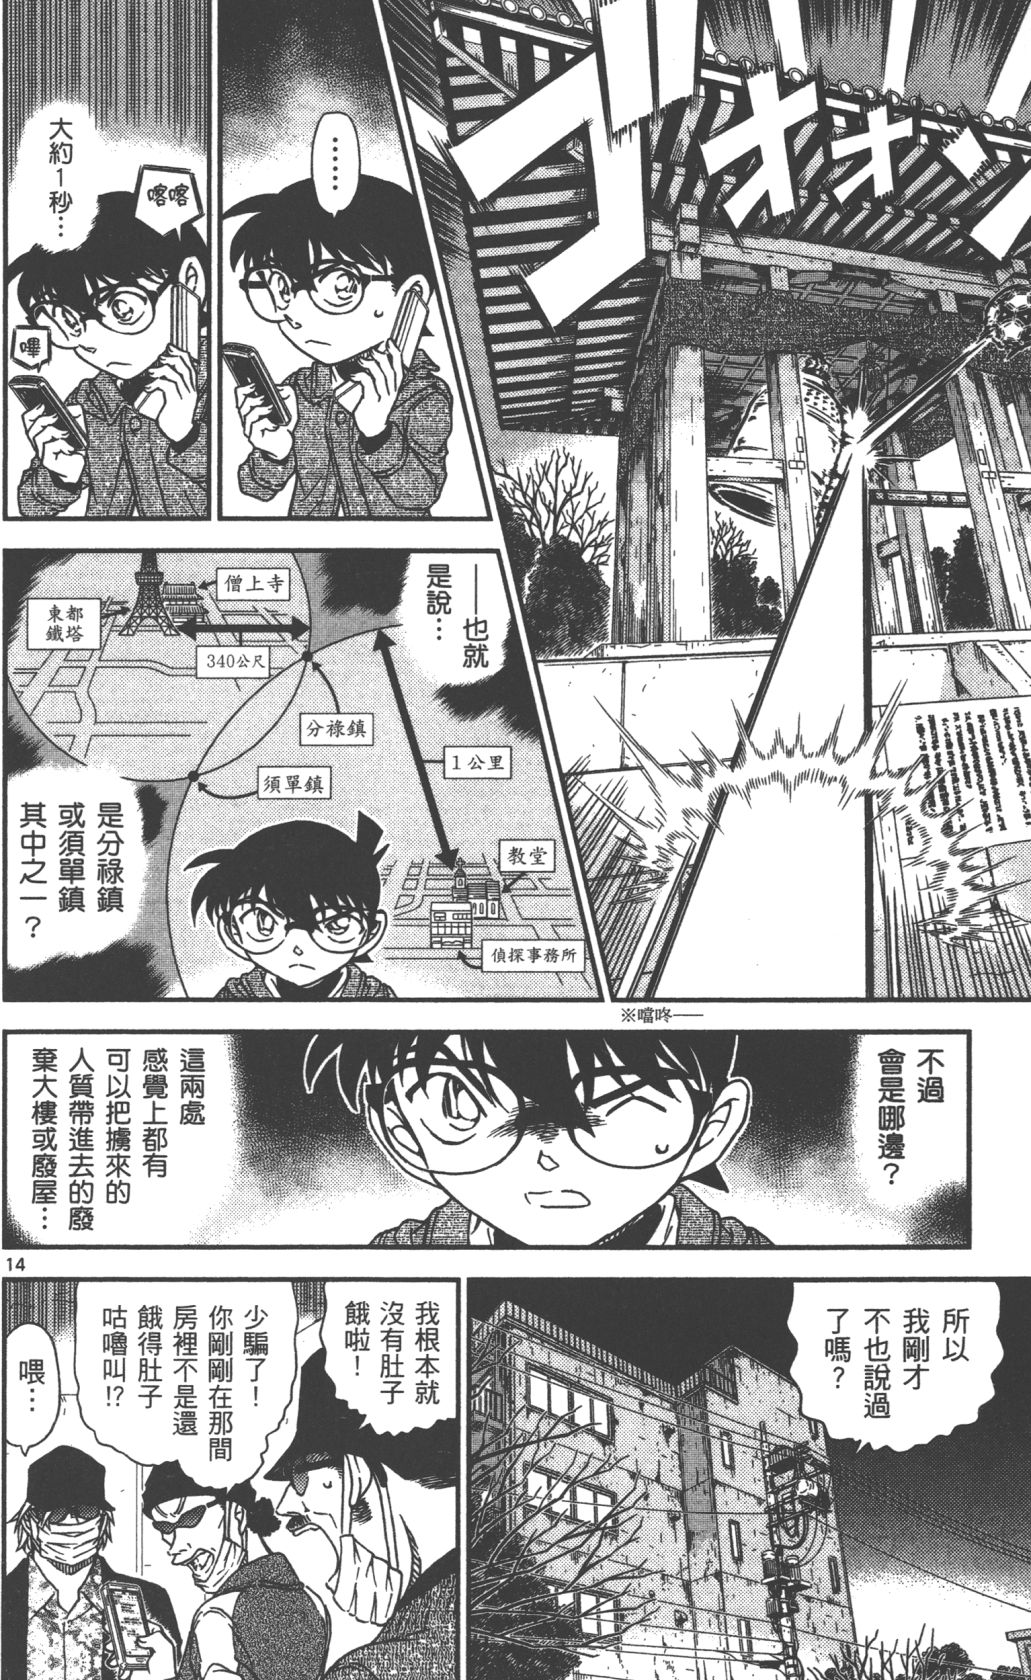 ゴオオン
※噹咚——
……
喀喀
大約1秒…
嗶
——也就
是說…
僧上寺
東都
鐵塔
340公尺
分祿鎮
須單鎮
1公里
教堂
偵探事務所
是分祿鎮
或須單鎮
其中之一？
不過
會是哪邊？
這兩處
感覺上都有
可以把擄來的
人質帶進去的廢
棄大樓或廢屋…
14
所以
我剛才
不也說過
了嗎？
我根本就
沒有肚子
餓啦！
少騙了！
你剛剛在那間
房裡不是還
餓得肚子
咕嚕叫!?
喂…